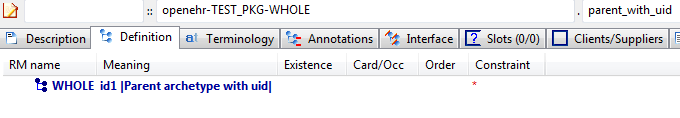 :: openehr-TEST_PKG-WHOLE . parent_with_uid
Description Definition Terminology Annotations Interface Slots (0/0) Clients/Suppliers
RM name Meaning Existence Card/Occ Order Constraint
WHOLE id1 |Parent archetype with uid| *